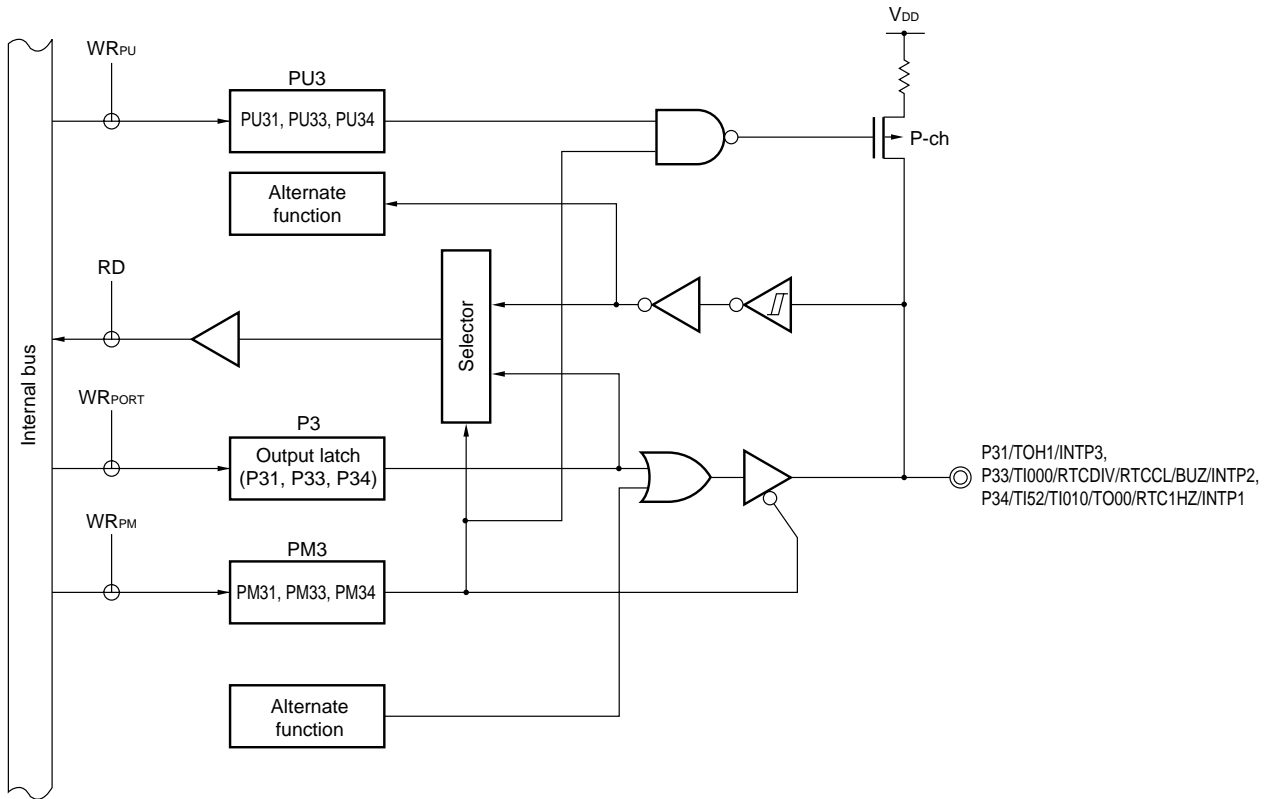 VDD
WRPU
PU3
PU31, PU33, PU34
P-ch
Alternate
function
RD
Selector
Internal bus
WRPORT
P3
Output latch
(P31, P33, P34)
P31/TOH1/INTP3,
P33/TI000/RTCDIV/RTCCL/BUZ/INTP2,
P34/TI52/TI010/TO00/RTC1HZ/INTP1
WRPM
PM3
PM31, PM33, PM34
Alternate
function